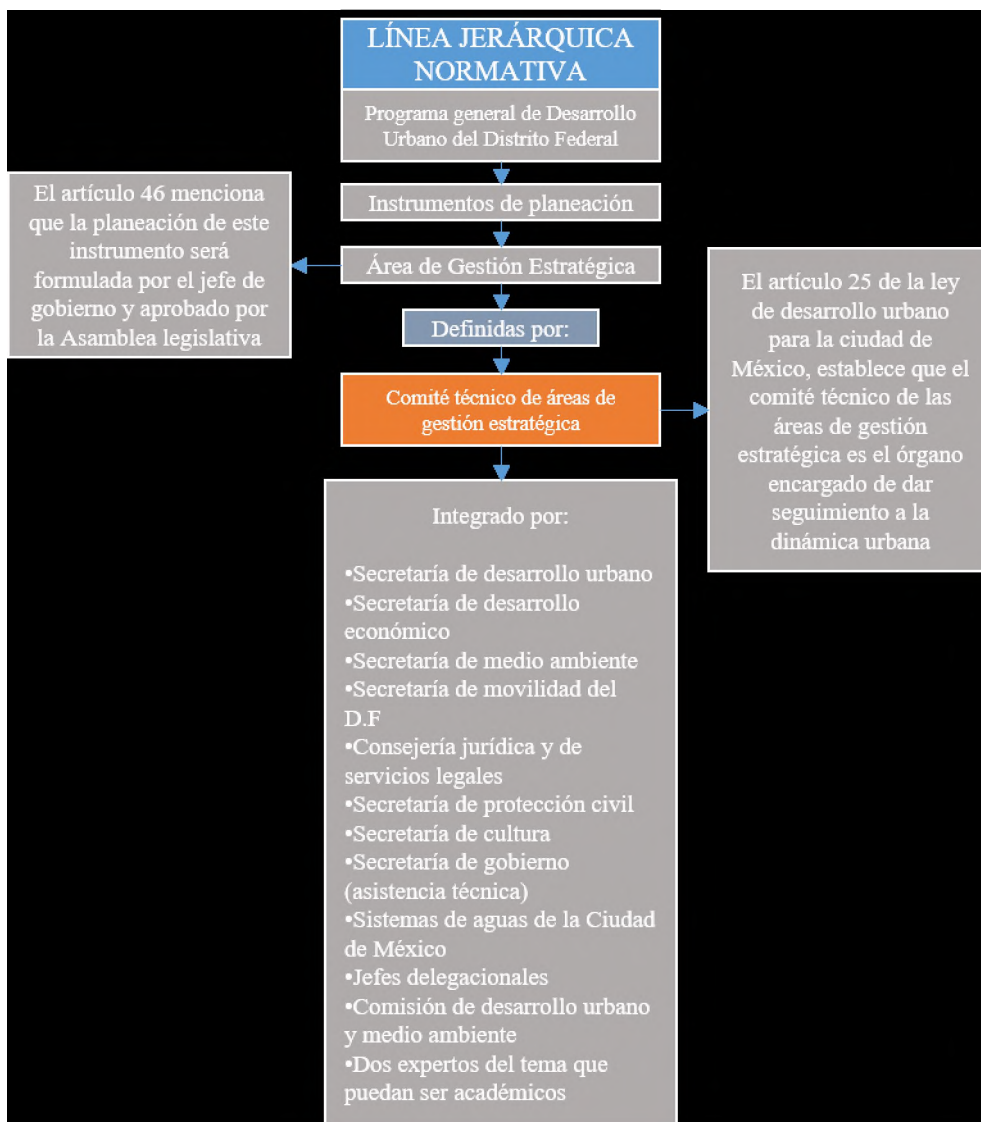 LÍNEA JERÁRQUICA
NORMATIVA
Programa general de Desarrollo
Urbano del Distrito Federal
Instrumentos de planeación
Área de Gestión Estratégica
El artículo 46 menciona
que la planeación de este
instrumento será
formulada por el jefe de
gobierno y aprobado por
la Asamblea legislativa
Definidas por:
Comité técnico de áreas de
gestión estratégica
El artículo 25 de la ley
de desarrollo urbano
para la ciudad de
México, establece que el
comité técnico de las
áreas de gestión
estratégica es el órgano
encargado de dar
seguimiento a la
dinámica urbana
Integrado por:
•Secretaría de desarrollo urbano
•Secretaría de desarrollo
económico
•Secretaría de medio ambiente
•Secretaría de movilidad del
D.F
•Consejería jurídica y de
servicios legales
•Secretaría de protección civil
•Secretaría de cultura
•Secretaría de gobierno
(asistencia técnica)
•Sistemas de aguas de la Ciudad
de México
•Jefes delegacionales
•Comisión de desarrollo urbano
y medio ambiente
•Dos expertos del tema que
puedan ser académicos